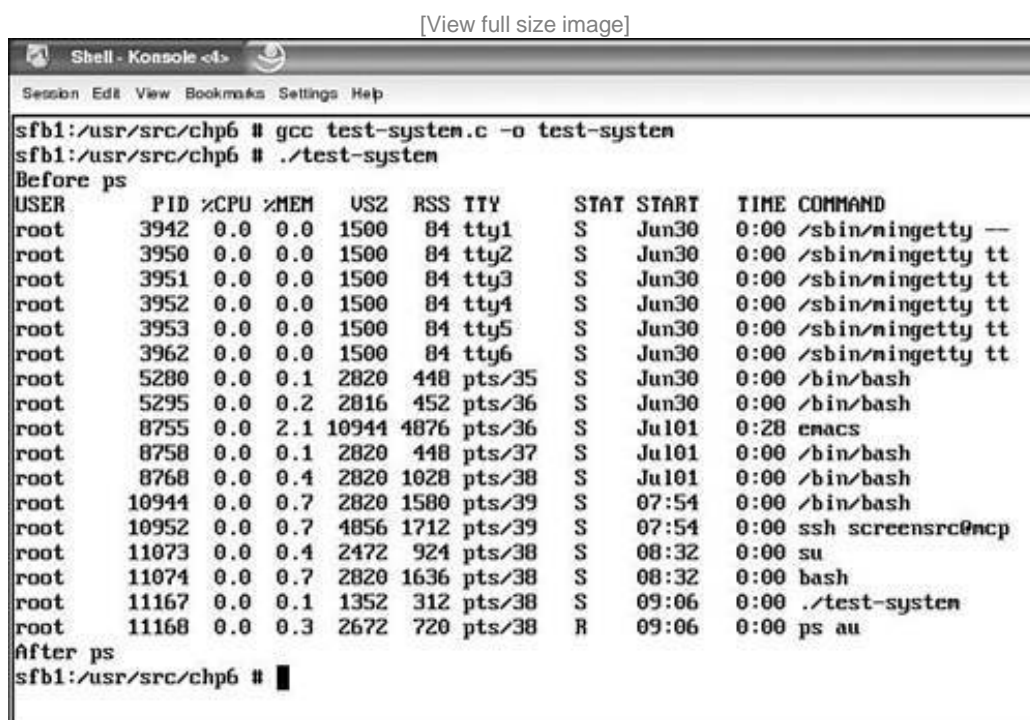 [View full size image]
Shell - Konsole <4>
Session Edit View Bookmarks Settings Help
sfb1:/usr/src/chp6 # gcc test-system.c -o test-system
sfb1:/usr/src/chp6 # ./test-system
Before ps
USER PID %CPU %MEM VSZ RSS TTY STAT START TIME COMMAND
root 3942 0.0 0.0 1500 84 tty1 S Jun30 0:00 /sbin/mingetty --
root 3950 0.0 0.0 1500 84 tty2 S Jun30 0:00 /sbin/mingetty tt
root 3951 0.0 0.0 1500 84 tty3 S Jun30 0:00 /sbin/mingetty tt
root 3952 0.0 0.0 1500 84 tty4 S Jun30 0:00 /sbin/mingetty tt
root 3953 0.0 0.0 1500 84 tty5 S Jun30 0:00 /sbin/mingetty tt
root 3962 0.0 0.0 1500 84 tty6 S Jun30 0:00 /sbin/mingetty tt
root 5280 0.0 0.1 2820 448 pts/35 S Jun30 0:00 /bin/bash
root 5295 0.0 0.2 2816 452 pts/36 S Jun30 0:00 /bin/bash
root 8755 0.0 2.1 10944 4876 pts/36 S Jul01 0:28 emacs
root 8758 0.0 0.1 2820 448 pts/37 S Jul01 0:00 /bin/bash
root 8768 0.0 0.4 2820 1028 pts/38 S Jul01 0:00 /bin/bash
root 10944 0.0 0.7 2820 1580 pts/39 S 07:54 0:00 /bin/bash
root 10952 0.0 0.7 4856 1712 pts/39 S 07:54 0:00 ssh screensrc@mcp
root 11073 0.0 0.4 2472 924 pts/38 S 08:32 0:00 su
root 11074 0.0 0.7 2820 1636 pts/38 S 08:32 0:00 bash
root 11167 0.0 0.1 1352 312 pts/38 S 09:06 0:00 ./test-system
root 11168 0.0 0.3 2672 720 pts/38 R 09:06 0:00 ps au
After ps
sfb1:/usr/src/chp6 #